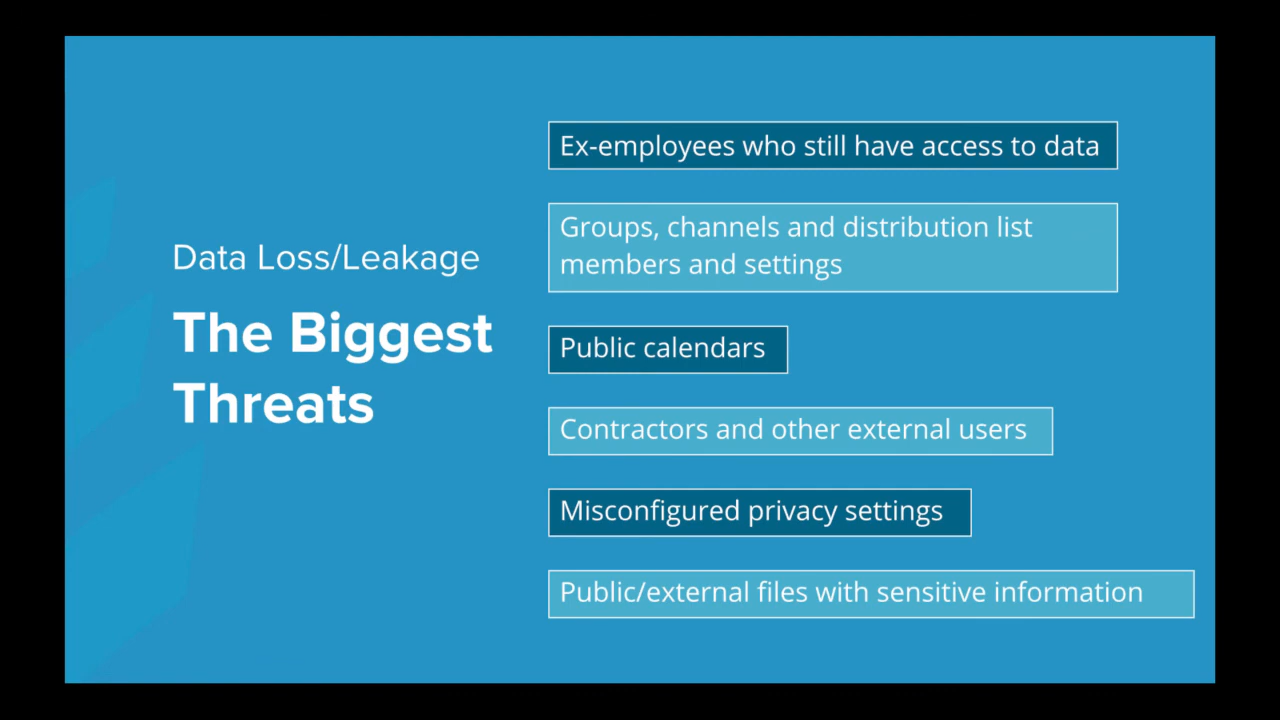 Data Loss/Leakage
The Biggest
Threats
Ex-employees who still have access to data
Groups, channels and distribution list
members and settings
Public calendars
Contractors and other external users
Misconfigured privacy settings
Public/external files with sensitive information